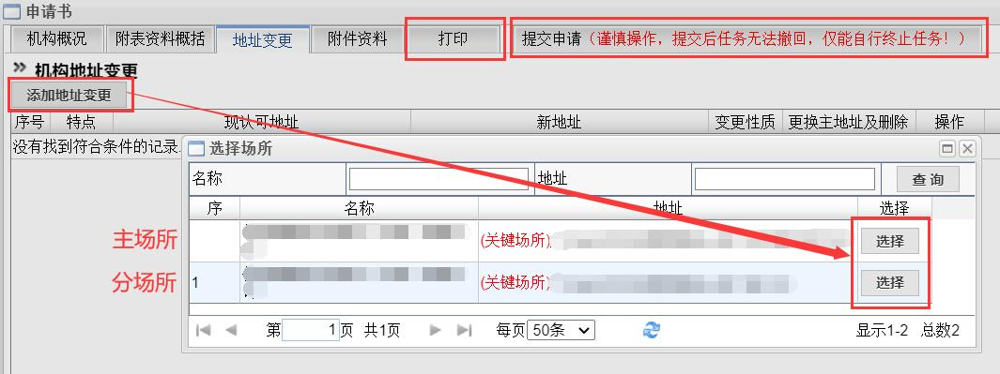 申请书
机构概况 附表资料概括 地址变更 附件资料 打印 提交申请（谨慎操作，提交后任务无法撤回，仅能自行终止任务！）
机构地址变更
添加地址变更
序号 特点 现认可地址 新地址 变更性质 更换主地址及删除 操作
没有找到符合条件的记录.
选择场所
名称 地址 查 询
序 名称 地址 选择
主场所 (关键场所) 选择
分场所 1 (关键场所) 选择
第 1 页 共1页 每页 50条 显示1-2 总数2